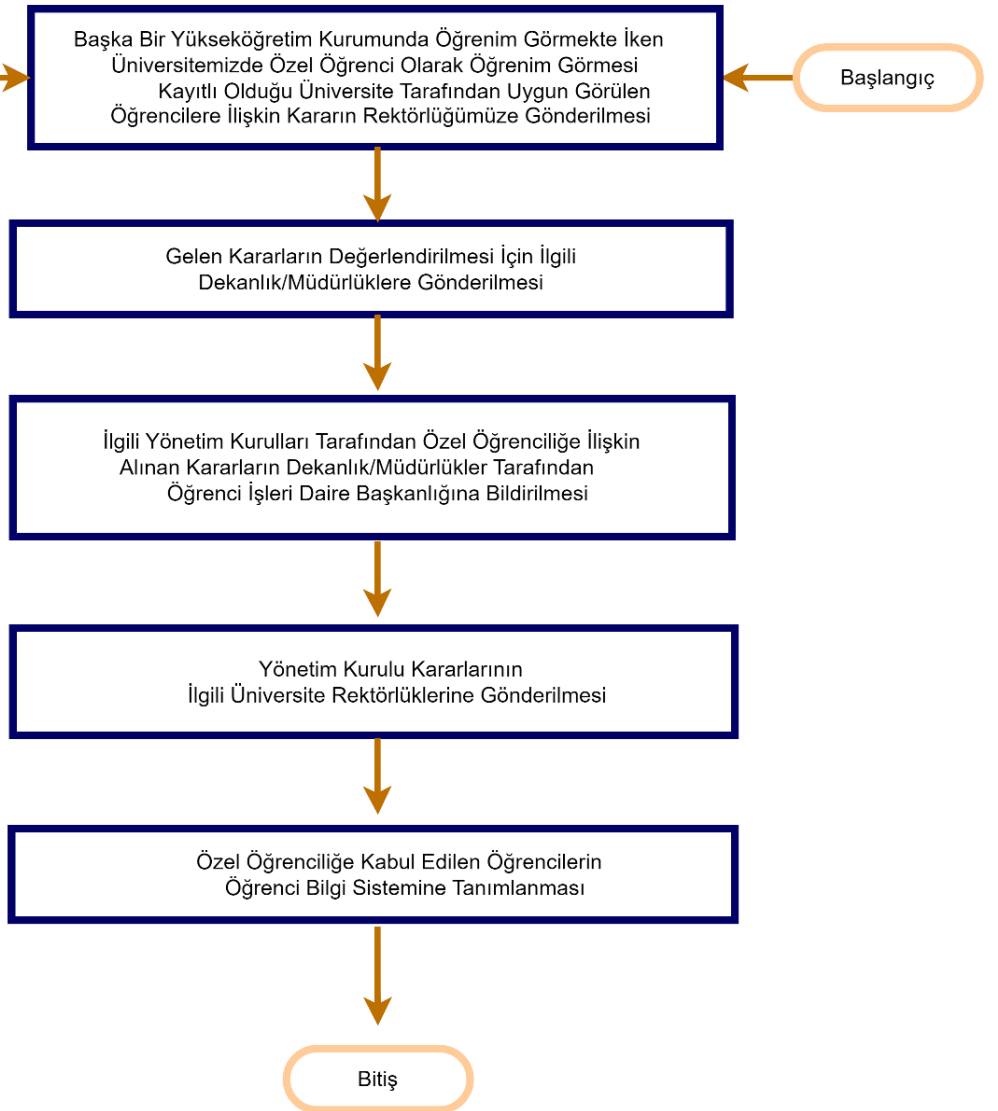 Başlangıç
Başka Bir Yükseköğretim Kurumunda Öğrenim Görmekte İken
Üniversitemizde Özel Öğrenci Olarak Öğrenim Görmesi
Kayıtlı Olduğu Üniversite Tarafından Uygun Görülen
Öğrencilere İlişkin Kararın Rektörlüğümüze Gönderilmesi
Gelen Kararların Değerlendirilmesi İçin İlgili
Dekanlık/Müdürlüklere Gönderilmesi
İlgili Yönetim Kurulları Tarafından Özel Öğrenciliğe İlişkin
Alınan Kararların Dekanlık/Müdürlükler Tarafından
Öğrenci İşleri Daire Başkanlığına Bildirilmesi
Yönetim Kurulu Kararlarının
İlgili Üniversite Rektörlüklerine Gönderilmesi
Özel Öğrenciliğe Kabul Edilen Öğrencilerin
Öğrenci Bilgi Sistemine Tanımlanması
Bitiş